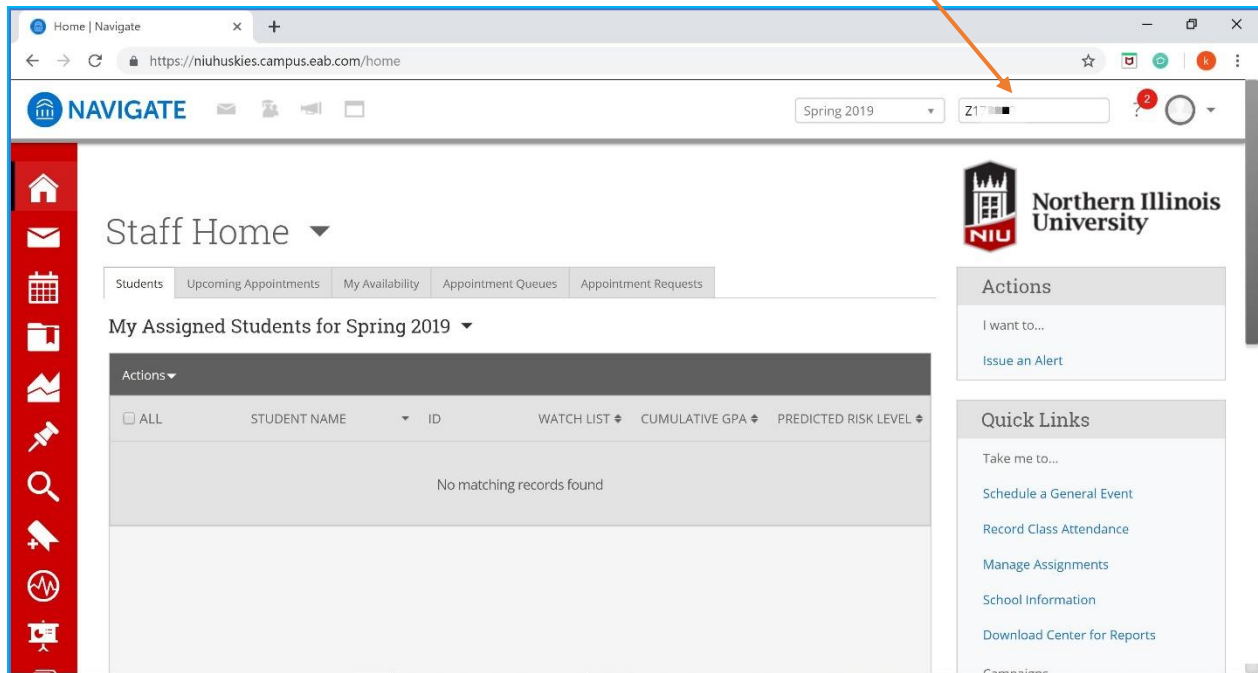 Home | Navigate
https://niuhuskies.campus.eab.com/home
k
NAVIGATE
Spring 2019
Z17
?
2
NIU
Northern Illinois
University
Staff Home
Students Upcoming Appointments My Availability Appointment Queues Appointment Requests
My Assigned Students for Spring 2019
Actions
ALL STUDENT NAME ID WATCH LIST CUMULATIVE GPA PREDICTED RISK LEVEL
No matching records found
Actions
I want to...
Issue an Alert
Quick Links
Take me to...
Schedule a General Event
Record Class Attendance
Manage Assignments
School Information
Download Center for Reports
Campaigns